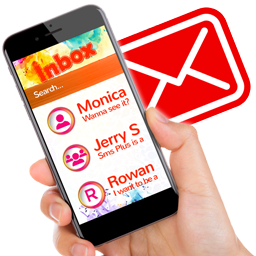 inbox
Search...
Monica
Wanna see it?
Jerry S
Sms Plus is a
R
Rowan
I want to be a